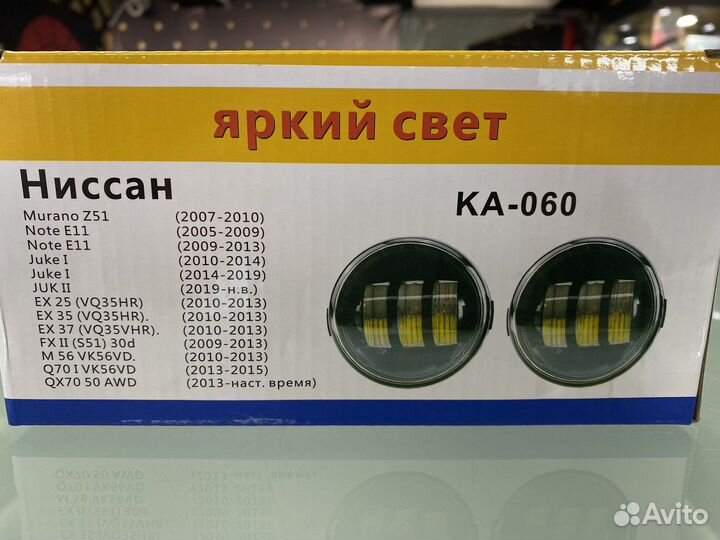 яркий свет
Ниссан
KA-060
Murano Z51 (2007-2010)
Note E11 (2005-2009)
Note E11 (2009-2013)
Juke I (2010-2014)
Juke I (2014-2019)
JUK II (2019-н.в.)
EX 25 (VQ35HR) (2010-2013)
EX 35 (VQ35HR). (2010-2013)
EX 37 (VQ35VHR). (2010-2013)
FX II (S51) 30d (2009-2013)
M 56 VK56VD. (2010-2013)
Q70 I VK56VD (2013-2015)
QX70 50 AWD (2013-наст. время)
Avito